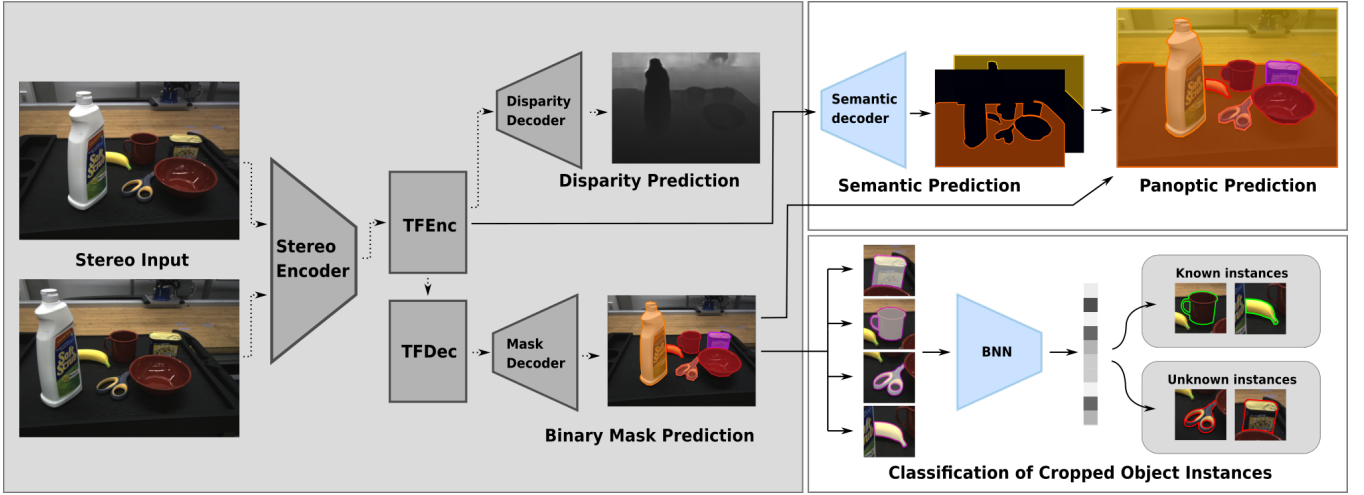 Stereo Input
Stereo
Encoder
TFEnc
TFDec
Disparity
Decoder
Disparity Prediction
Mask
Decoder
Binary Mask Prediction
Semantic
decoder
Semantic Prediction
Panoptic Prediction
BNN
Known instances
Unknown instances
Classification of Cropped Object Instances